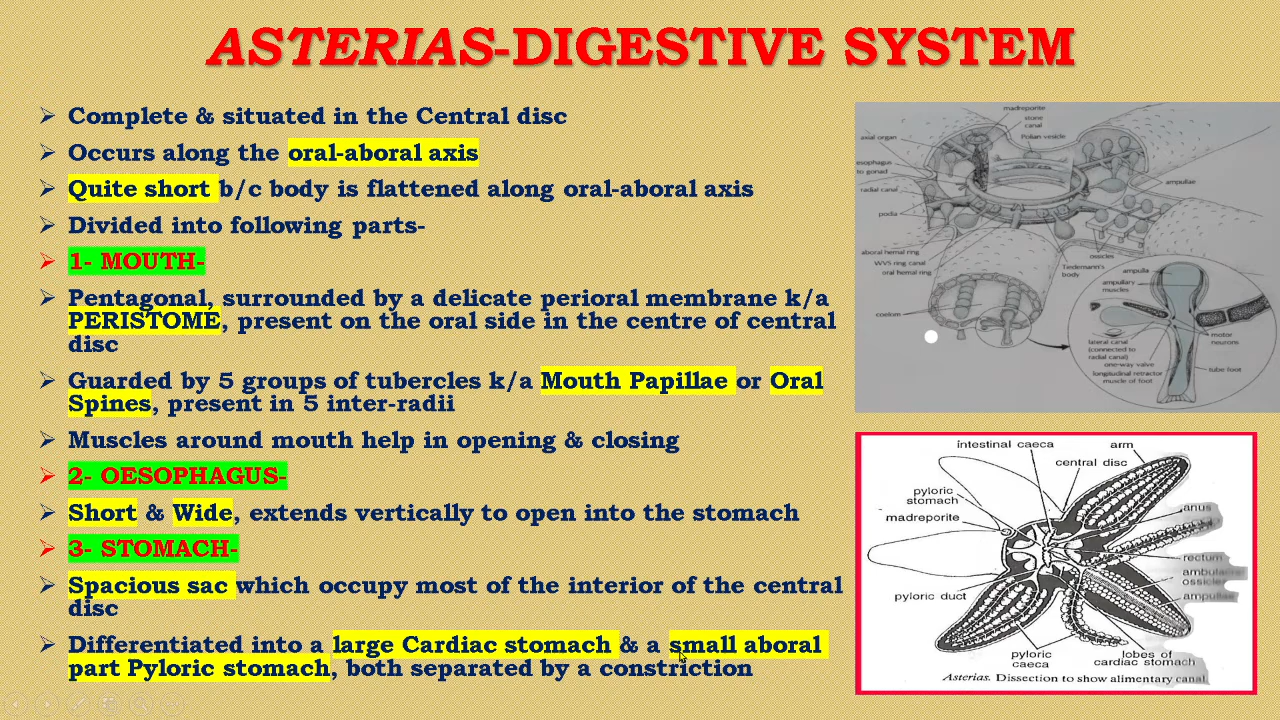 ASTERIAS-DIGESTIVE SYSTEM
➢ Complete & situated in the Central disc
➢ Occurs along the oral-aboral axis
➢ Quite short b/c body is flattened along oral-aboral axis
➢ Divided into following parts-
➢ 1- MOUTH-
➢ Pentagonal, surrounded by a delicate perioral membrane k/a
PERISTOME, present on the oral side in the centre of central
disc
➢ Guarded by 5 groups of tubercles k/a Mouth Papillae or Oral
Spines, present in 5 inter-radii
➢ Muscles around mouth help in opening & closing
➢ 2- OESOPHAGUS-
➢ Short & Wide, extends vertically to open into the stomach
➢ 3- STOMACH-
➢ Spacious sac which occupy most of the interior of the central
disc
➢ Differentiated into a large Cardiac stomach & a small aboral
part Pyloric stomach, both separated by a constriction
madreporite
stone
canal
axial organ
Polian vesicle
esophagus
to gonad
radial canal
ampullae
podia
aboral hemal ring
WVS ring canal
oral hemal ring
ossicles
Tiedemann's
body
ampulla
ampullary
muscles
coelom
lateral canal
(connected to
radial canal)
motor
neurons
one-way valve
longitudinal retractor
muscle of foot
tube foot
intestinal caeca
arm
central disc
pyloric
stomach
madreporite
anus
rectum
ambulacral
ossicles
ampullae
pyloric duct
pyloric
caeca
lobes of
cardiac stomach
Asterias. Dissection to show alimentary canal